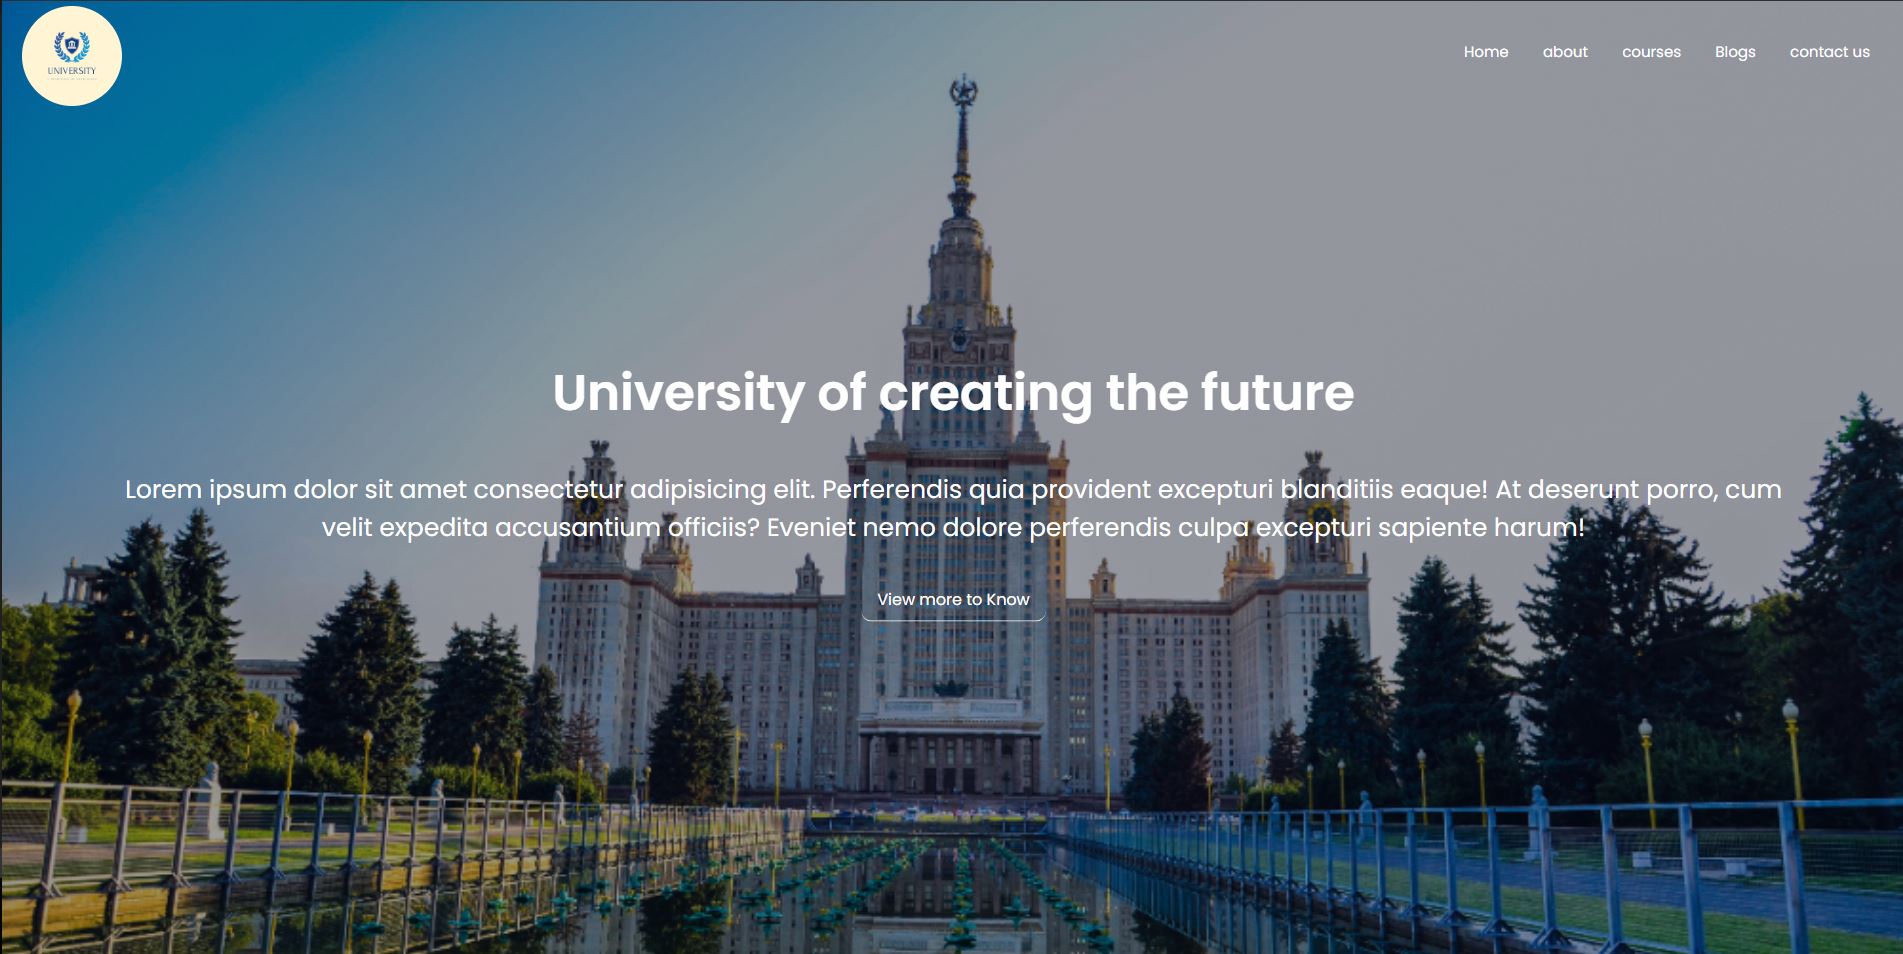 UNIVERSITY
Home about courses Blogs contact us
University of creating the future
Lorem ipsum dolor sit amet consectetur adipisicing elit. Perferendis quia provident excepturi blanditiis eaque! At deserunt porro, cum
velit expedita accusantium officiis? Eveniet nemo dolore perferendis culpa excepturi sapiente harum!
View more to Know